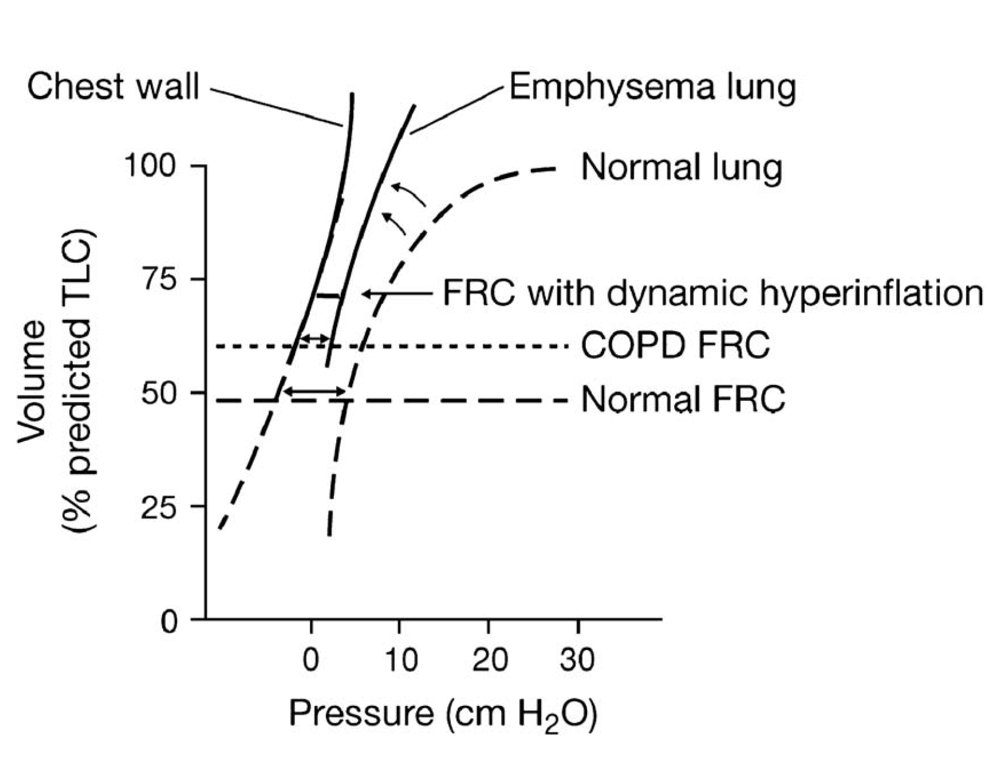 Chest wall
Emphysema lung
Normal lung
FRC with dynamic hyperinflation
COPD FRC
Normal FRC
Volume
(% predicted TLC)
100
75
50
25
0
0 10 20 30
Pressure (cm H₂O)